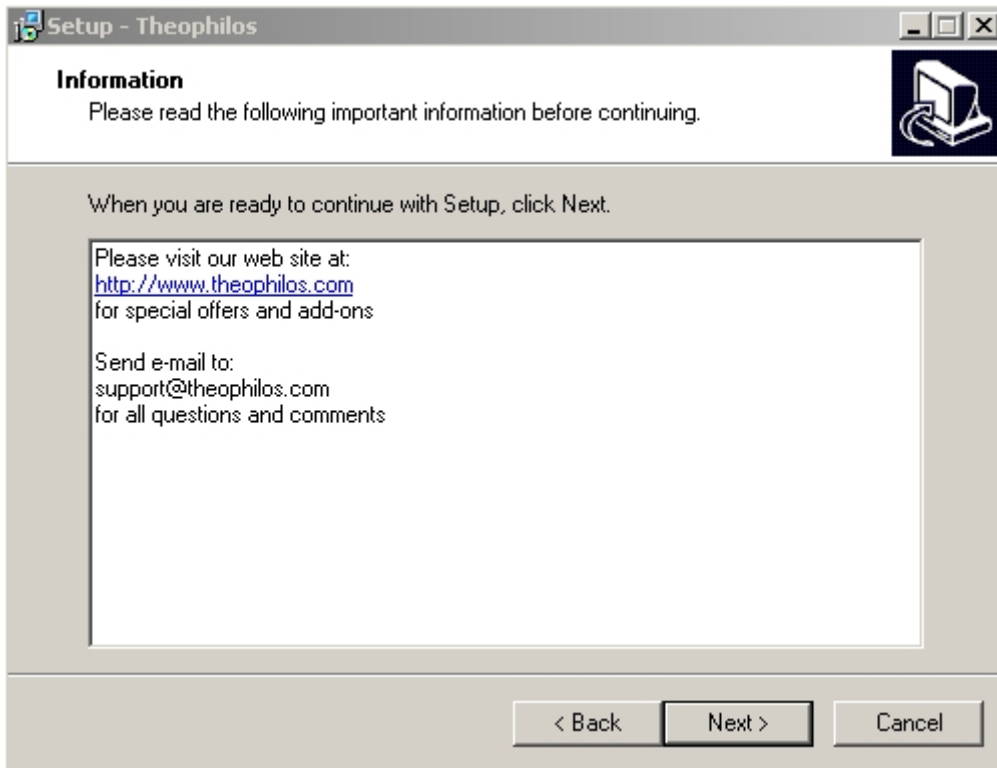 Setup - Theophilos
Information
Please read the following important information before continuing.
When you are ready to continue with Setup, click Next.
Please visit our web site at:
http://www.theophilos.com
for special offers and add-ons
Send e-mail to:
support@theophilos.com
for all questions and comments
< Back
Next >
Cancel